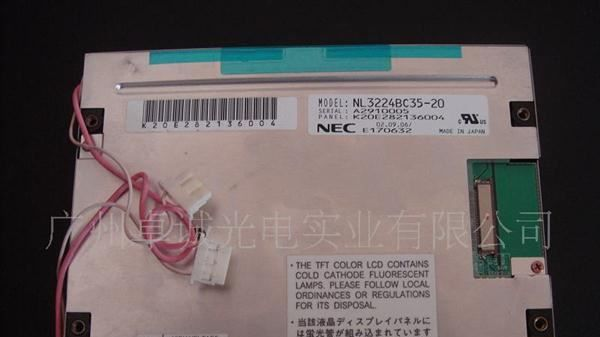 MODEL: NL3224BC35-20
SERIAL: A2910005
PANEL: K20E282136004
NEC 02.09.06/
E170632 MADE IN JAPAN
K20E282136004
广州卓诚光电实业有限公司
• THE TFT COLOR LCD CONTAINS
COLD CATHODE FLUORESCENT
LAMPS. PLEASE FOLLOW LOCAL
ORDINANCES OR REGULATIONS
FOR ITS DISPOSAL.
• 当該液晶ディスプレイパネルに
は蛍光管が組み込まれています